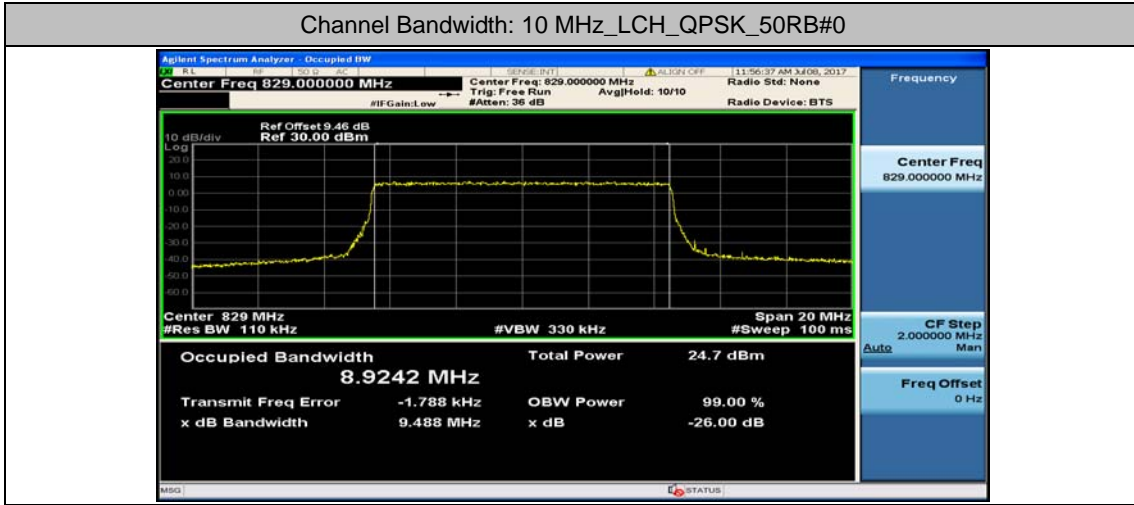 Channel Bandwidth: 10 MHz_LCH_QPSK_50RB#0
Agilent Spectrum Analyzer - Occupied BW
RL RF 50 Ω AC SENSE:INT ALIGN OFF 11:56:37 AM Jul 08, 2017
Center Freq 829.000000 MHz
Center Freq: 829.000000 MHz
Radio Std: None
Trig: Free Run Avg|Hold: 10/10
#IFGain:Low #Atten: 36 dB Radio Device: BTS
Frequency
Ref Offset 9.46 dB
10 dB/div Ref 30.00 dBm
Log
20.0
10.0
0.00
-10.0
-20.0
-30.0
-40.0
-50.0
-60.0
Center 829 MHz Span 20 MHz
#Res BW 110 kHz #VBW 330 kHz #Sweep 100 ms
Occupied Bandwidth Total Power 24.7 dBm
8.9242 MHz
Transmit Freq Error -1.788 kHz OBW Power 99.00 %
x dB Bandwidth 9.488 MHz x dB -26.00 dB
Center Freq
829.000000 MHz
CF Step
2.000000 MHz
Auto Man
Freq Offset
0 Hz
MSG STATUS